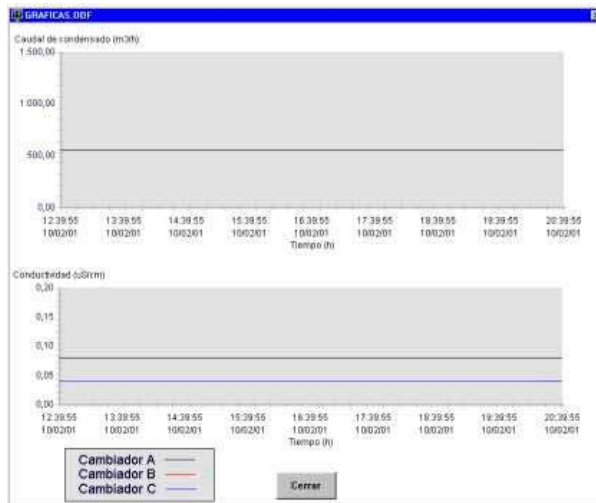 GRAFICAS.ODF
Caudal de condensado (m3/h)
1.500,00
1.000,00
500,00
0,00
12:39:55 13:39:55 14:39:55 15:39:55 16:39:55 17:39:55 18:39:55 19:39:55 20:39:55
10/02/01 10/02/01 10/02/01 10/02/01 10/02/01 10/02/01 10/02/01 10/02/01 10/02/01
Tiempo (h)
Conductividad (uS/cm)
0,20
0,15
0,10
0,05
0,00
12:39:55 13:39:55 14:39:55 15:39:55 16:39:55 17:39:55 18:39:55 19:39:55 20:39:55
10/02/01 10/02/01 10/02/01 10/02/01 10/02/01 10/02/01 10/02/01 10/02/01 10/02/01
Tiempo (h)
Cambiador A
Cambiador B
Cambiador C
Cerrar